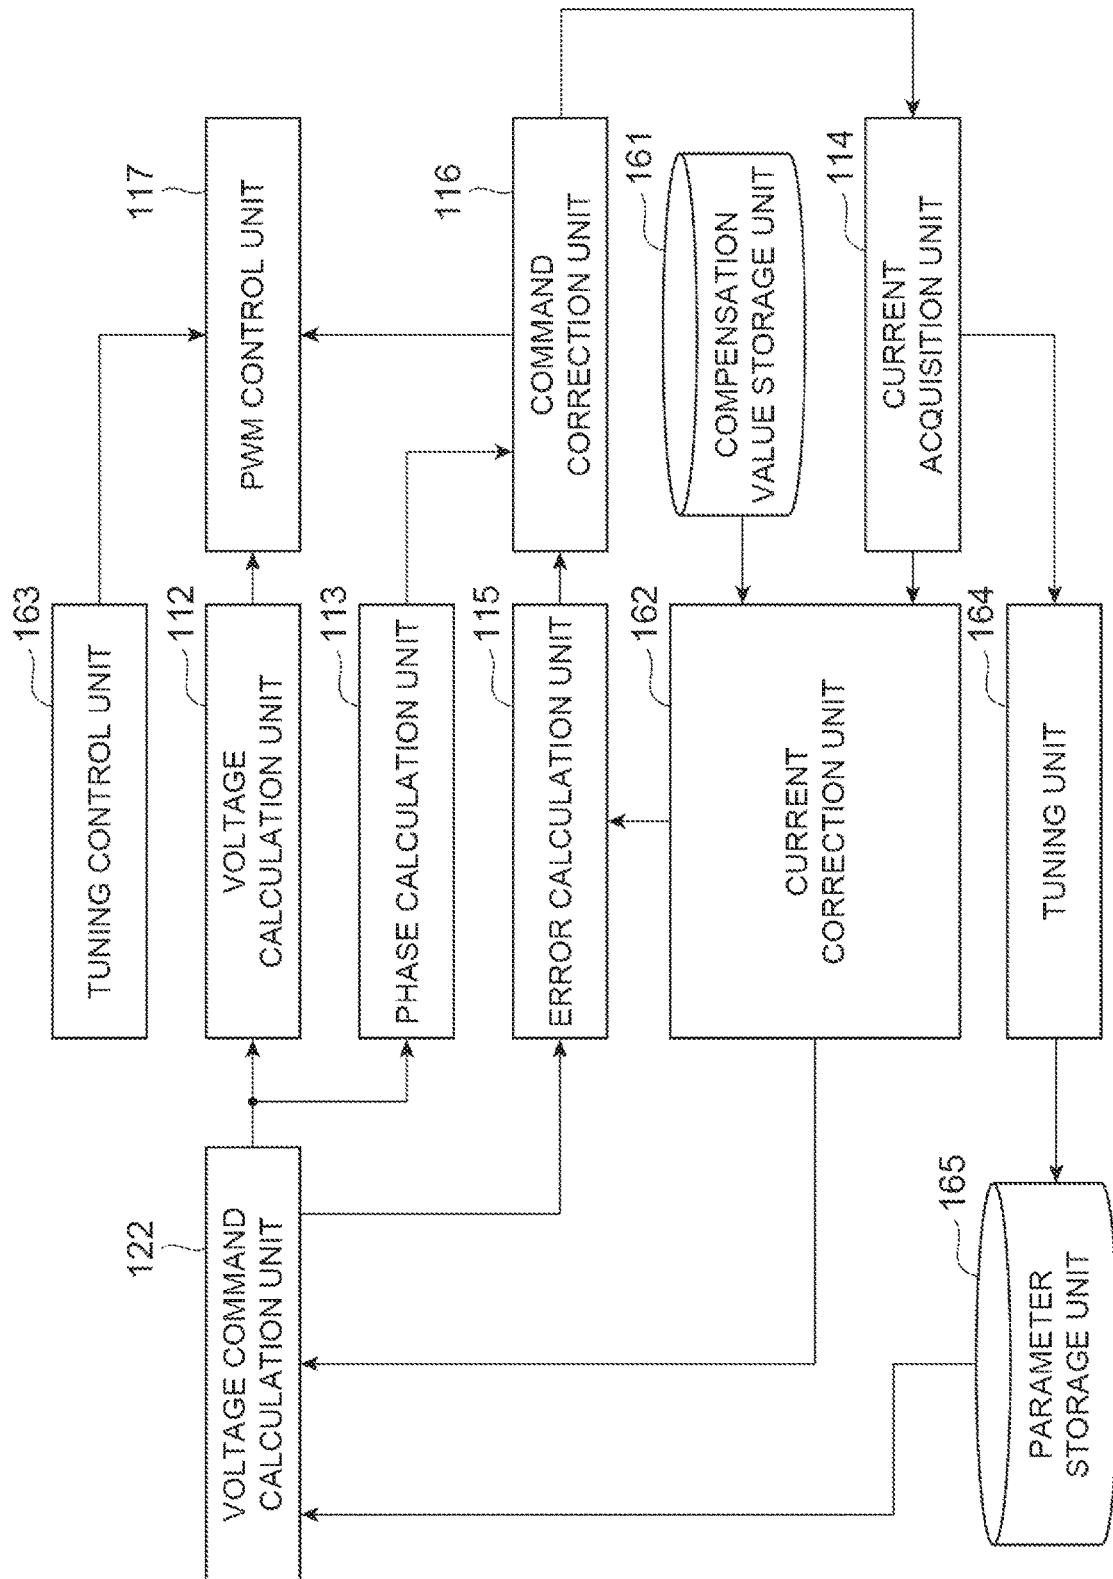 163
TUNING CONTROL UNIT
122
VOLTAGE COMMAND
CALCULATION UNIT
112
VOLTAGE
CALCULATION UNIT
117
PWM CONTROL UNIT
113
PHASE CALCULATION UNIT
115
ERROR CALCULATION UNIT
116
COMMAND
CORRECTION UNIT
162
CURRENT
CORRECTION UNIT
161
COMPENSATION
VALUE STORAGE UNIT
114
CURRENT
ACQUISITION UNIT
165
PARAMETER
STORAGE UNIT
164
TUNING UNIT